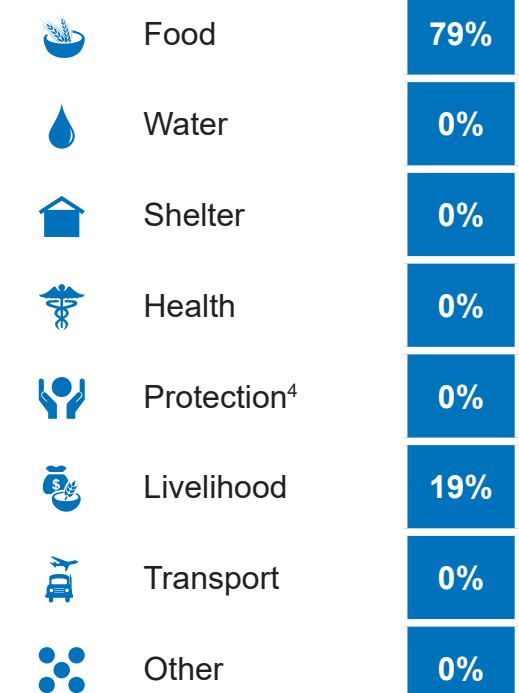 Food 79%
Water 0%
Shelter 0%
Health 0%
Protection⁴ 0%
$ Livelihood 19%
Transport 0%
Other 0%